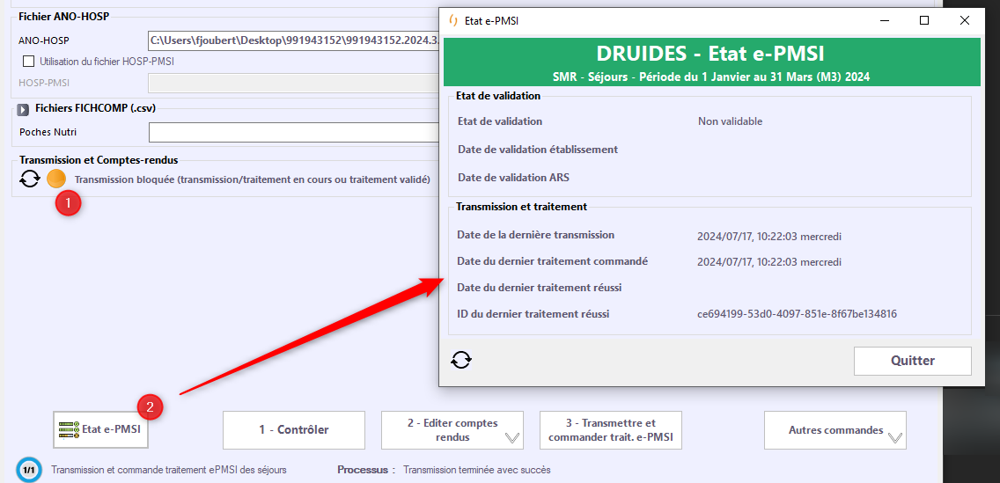 Fichier ANO-HOSP
ANO-HOSP
C:\Users\fjoubert\Desktop\991943152\991943152.2024.3.
Utilisation du fichier HOSP-PMSI
HOSP-PMSI
Fichiers FICHCOMP (.csv)
Poches Nutri
Transmission et Comptes-rendus
Transmission bloquée (transmission/traitement en cours ou traitement validé)
1
Etat e-PMSI
DRUIDES - Etat e-PMSI
SMR - Séjours - Période du 1 Janvier au 31 Mars (M3) 2024
Etat de validation
Etat de validation Non validable
Date de validation établissement
Date de validation ARS
Transmission et traitement
Date de la dernière transmission 2024/07/17, 10:22:03 mercredi
Date du dernier traitement commandé 2024/07/17, 10:22:03 mercredi
Date du dernier traitement réussi
ID du dernier traitement réussi ce694199-53d0-4097-851e-8f67be134816
Quitter
2
Etat e-PMSI
1 - Contrôler
2 - Editer comptes
rendus
3 - Transmettre et
commander trait. e-PMSI
Autres commandes
1/1
Transmission et commande traitement ePMSI des séjours
Processus : Transmission terminée avec succès